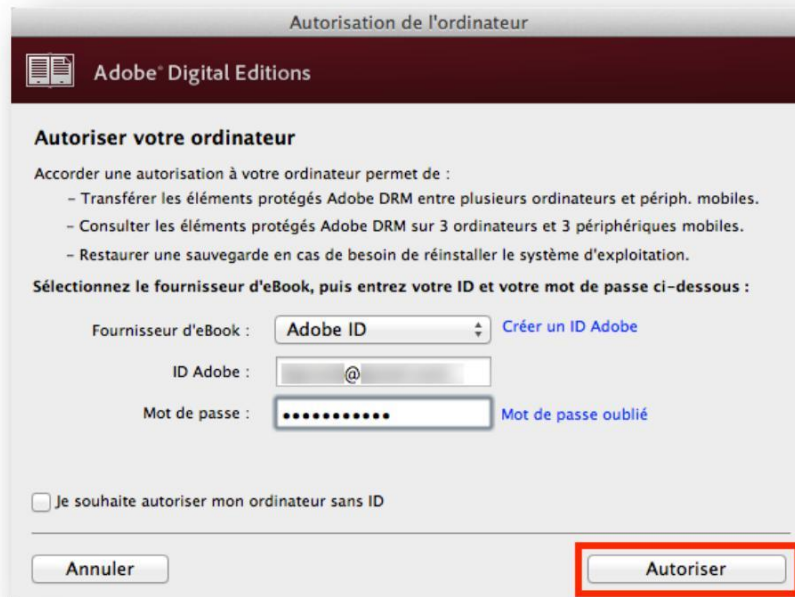 Autorisation de l'ordinateur
Adobe® Digital Editions
Autoriser votre ordinateur
Accorder une autorisation à votre ordinateur permet de :
– Transférer les éléments protégés Adobe DRM entre plusieurs ordinateurs et périph. mobiles.
– Consulter les éléments protégés Adobe DRM sur 3 ordinateurs et 3 périphériques mobiles.
– Restaurer une sauvegarde en cas de besoin de réinstaller le système d'exploitation.
Sélectionnez le fournisseur d'eBook, puis entrez votre ID et votre mot de passe ci-dessous :
Fournisseur d'eBook : Adobe ID Créer un ID Adobe
ID Adobe : @
Mot de passe : ••••••••••• Mot de passe oublié
Je souhaite autoriser mon ordinateur sans ID
Annuler Autoriser